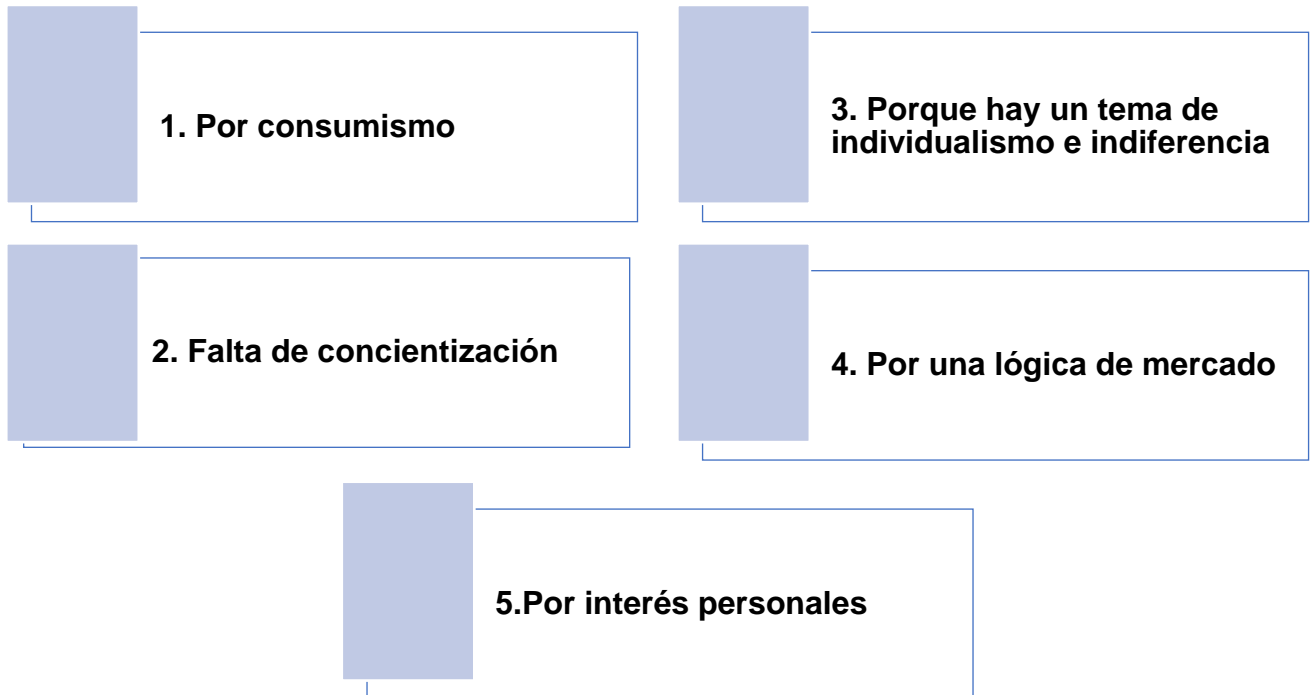 1. Por consumismo
2. Falta de concientización
3. Porque hay un tema de
individualismo e indiferencia
4. Por una lógica de mercado
5.Por interés personales